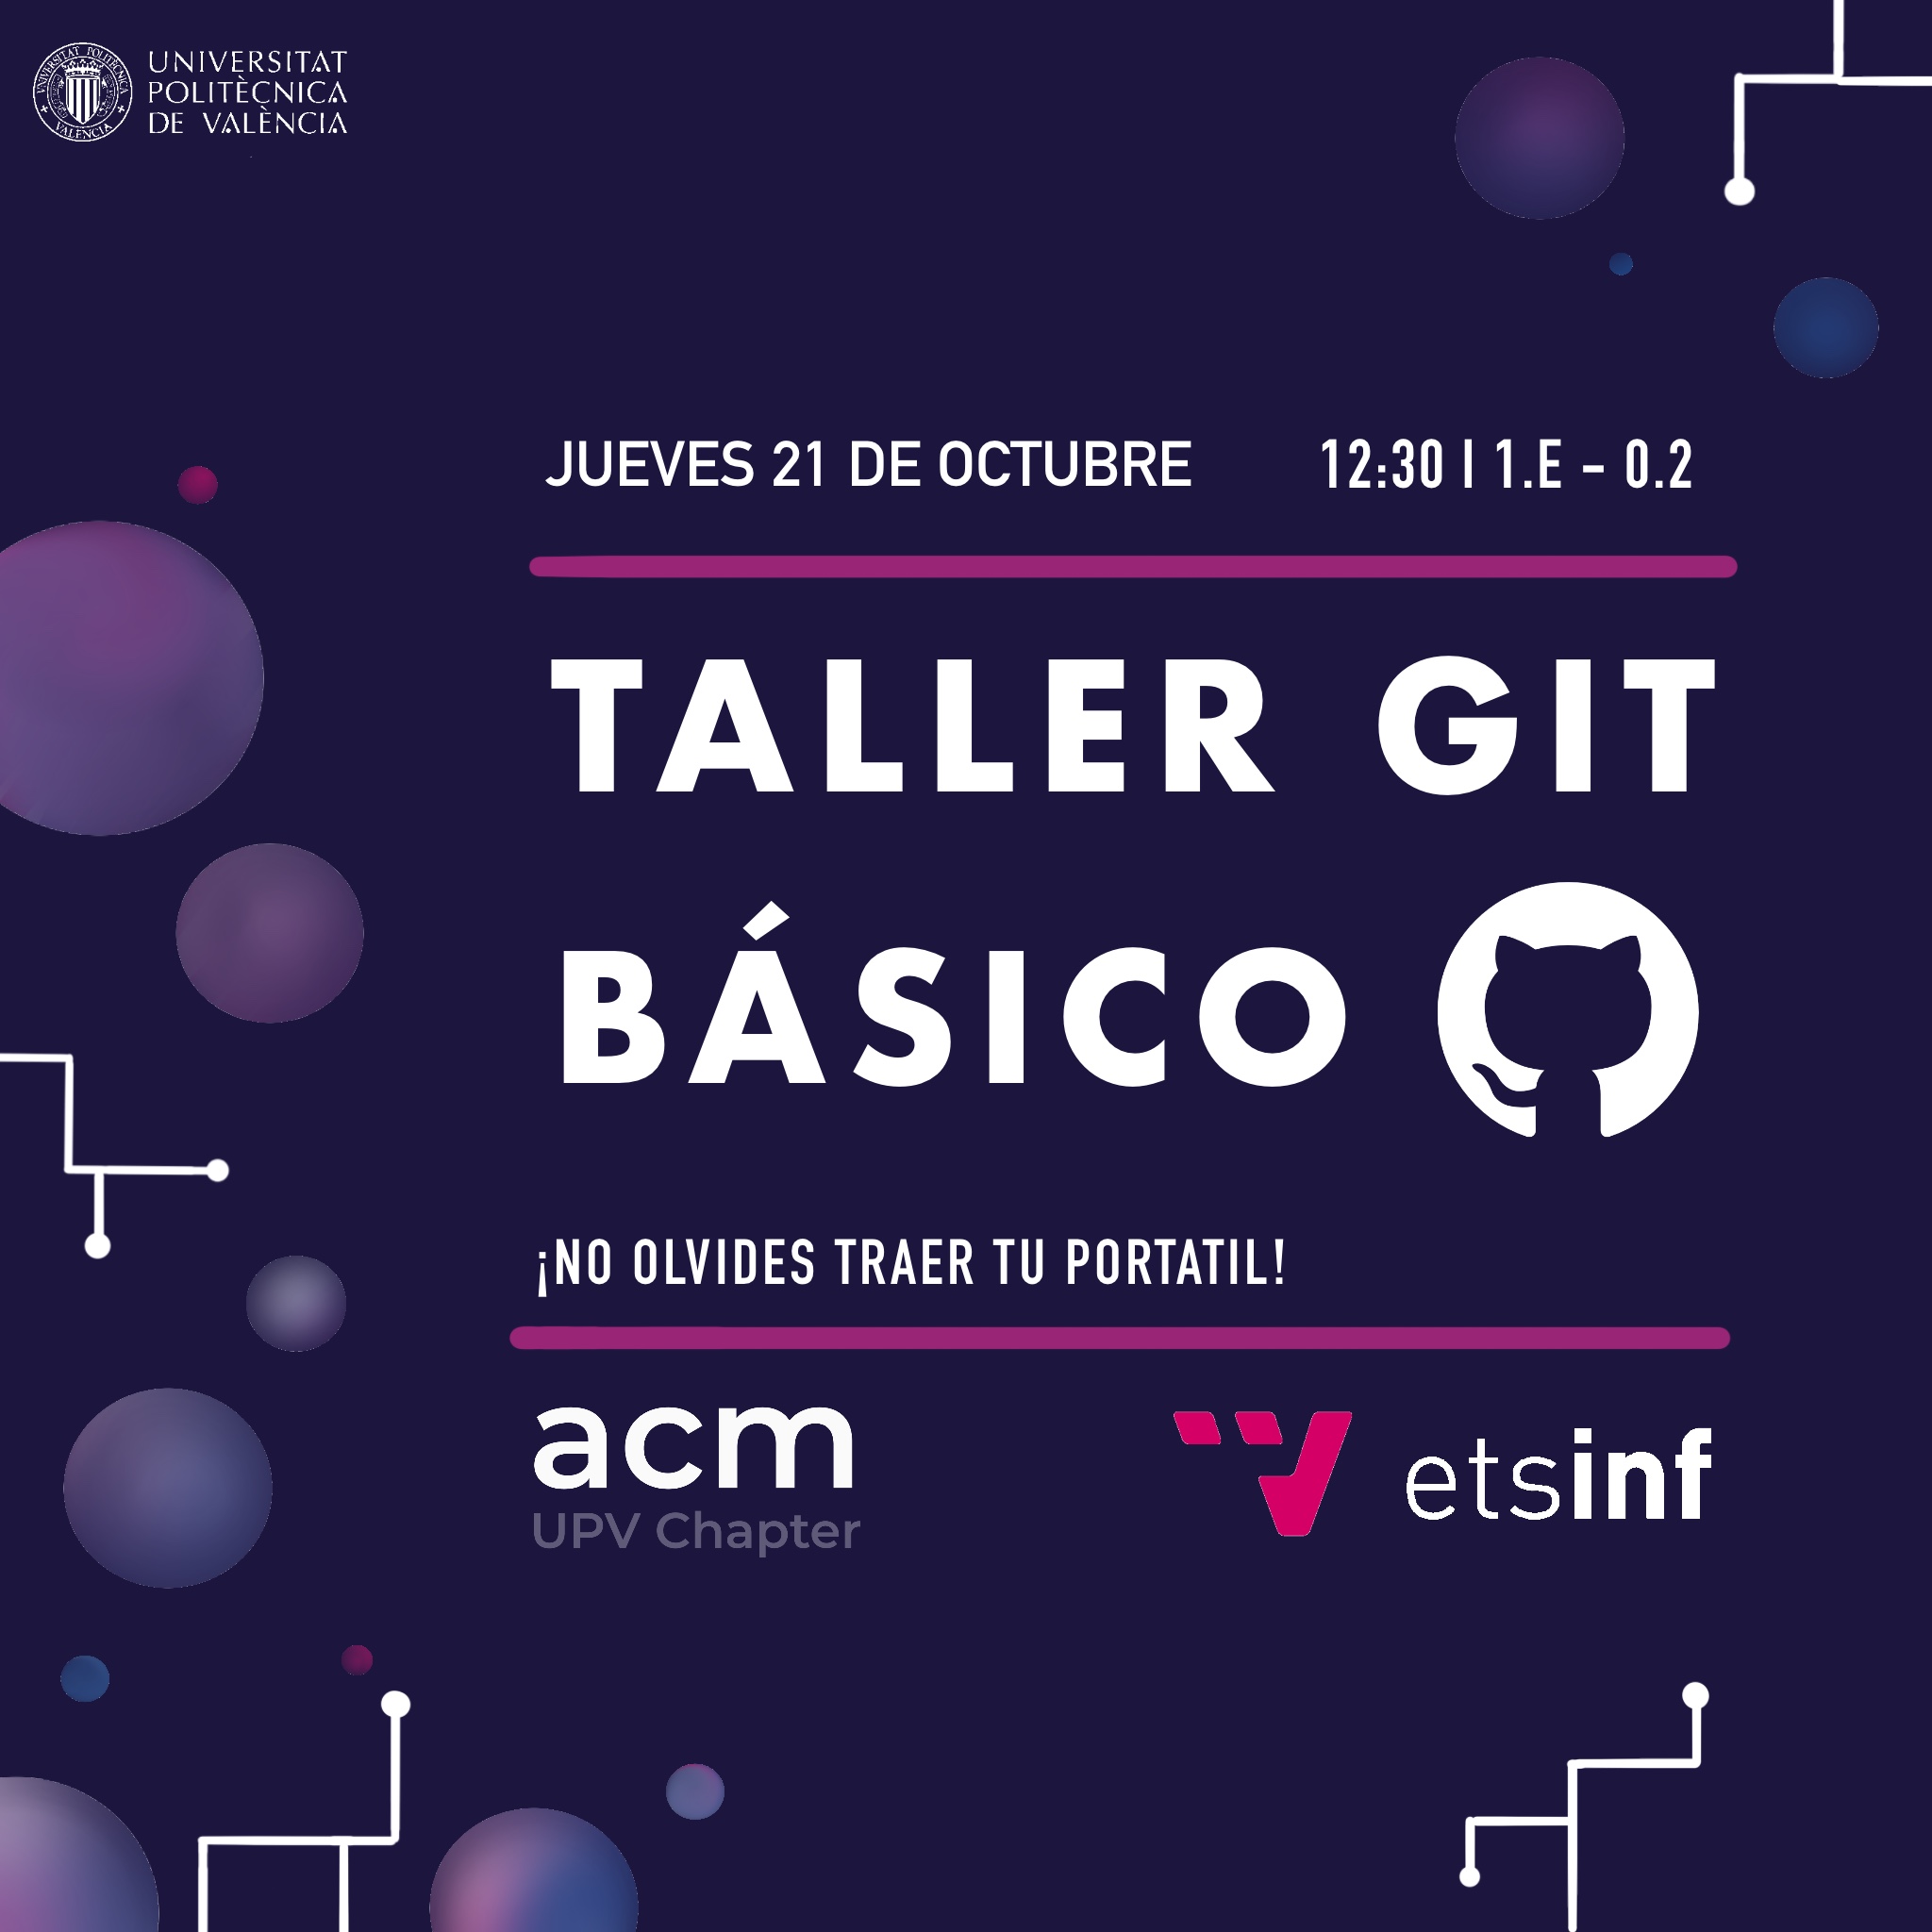 UNIVERSITAT
POLITÈCNICA
DE VALÈNCIA
JUEVES 21 DE OCTUBRE
12:30 | 1.E - 0.2
TALLER GIT
BÁSICO
¡NO OLVIDES TRAER TU PORTATIL!
acm
UPV Chapter
etsinf